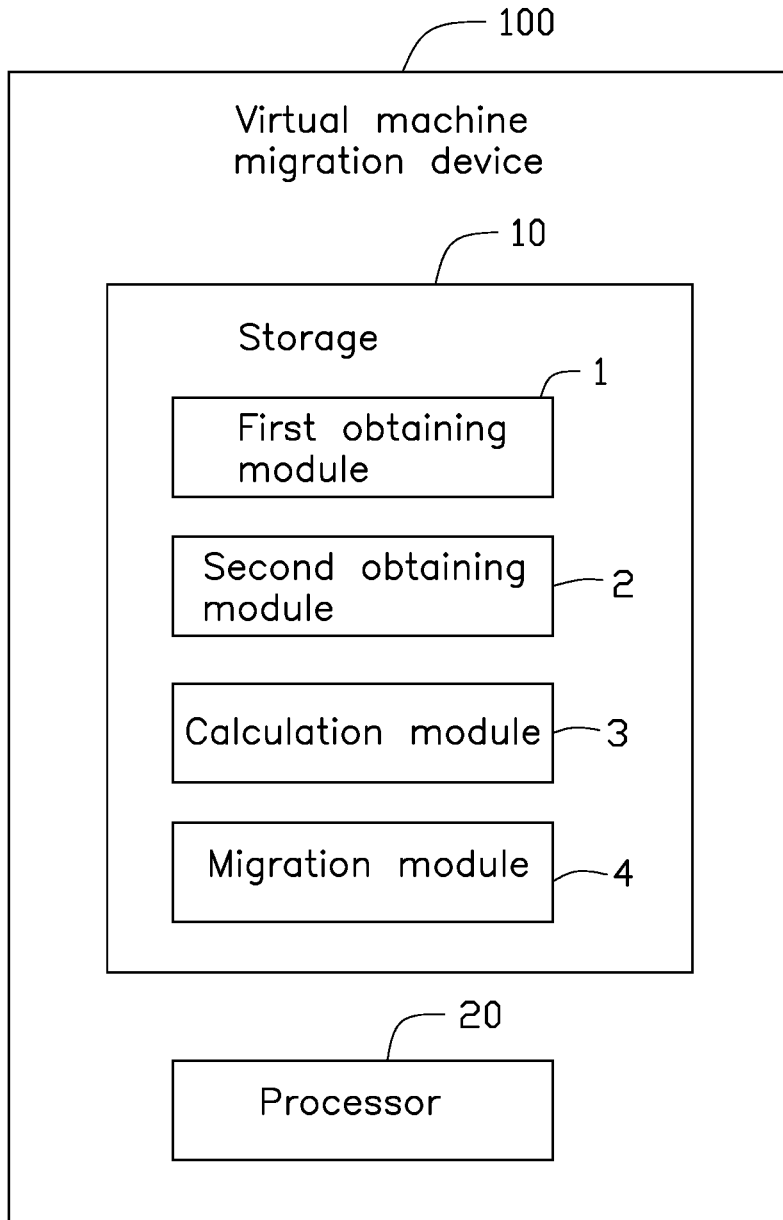 100
Virtual machine
migration device
10
Storage
1
First obtaining
module
Second obtaining
module
2
Calculation module
3
Migration module
4
20
Processor